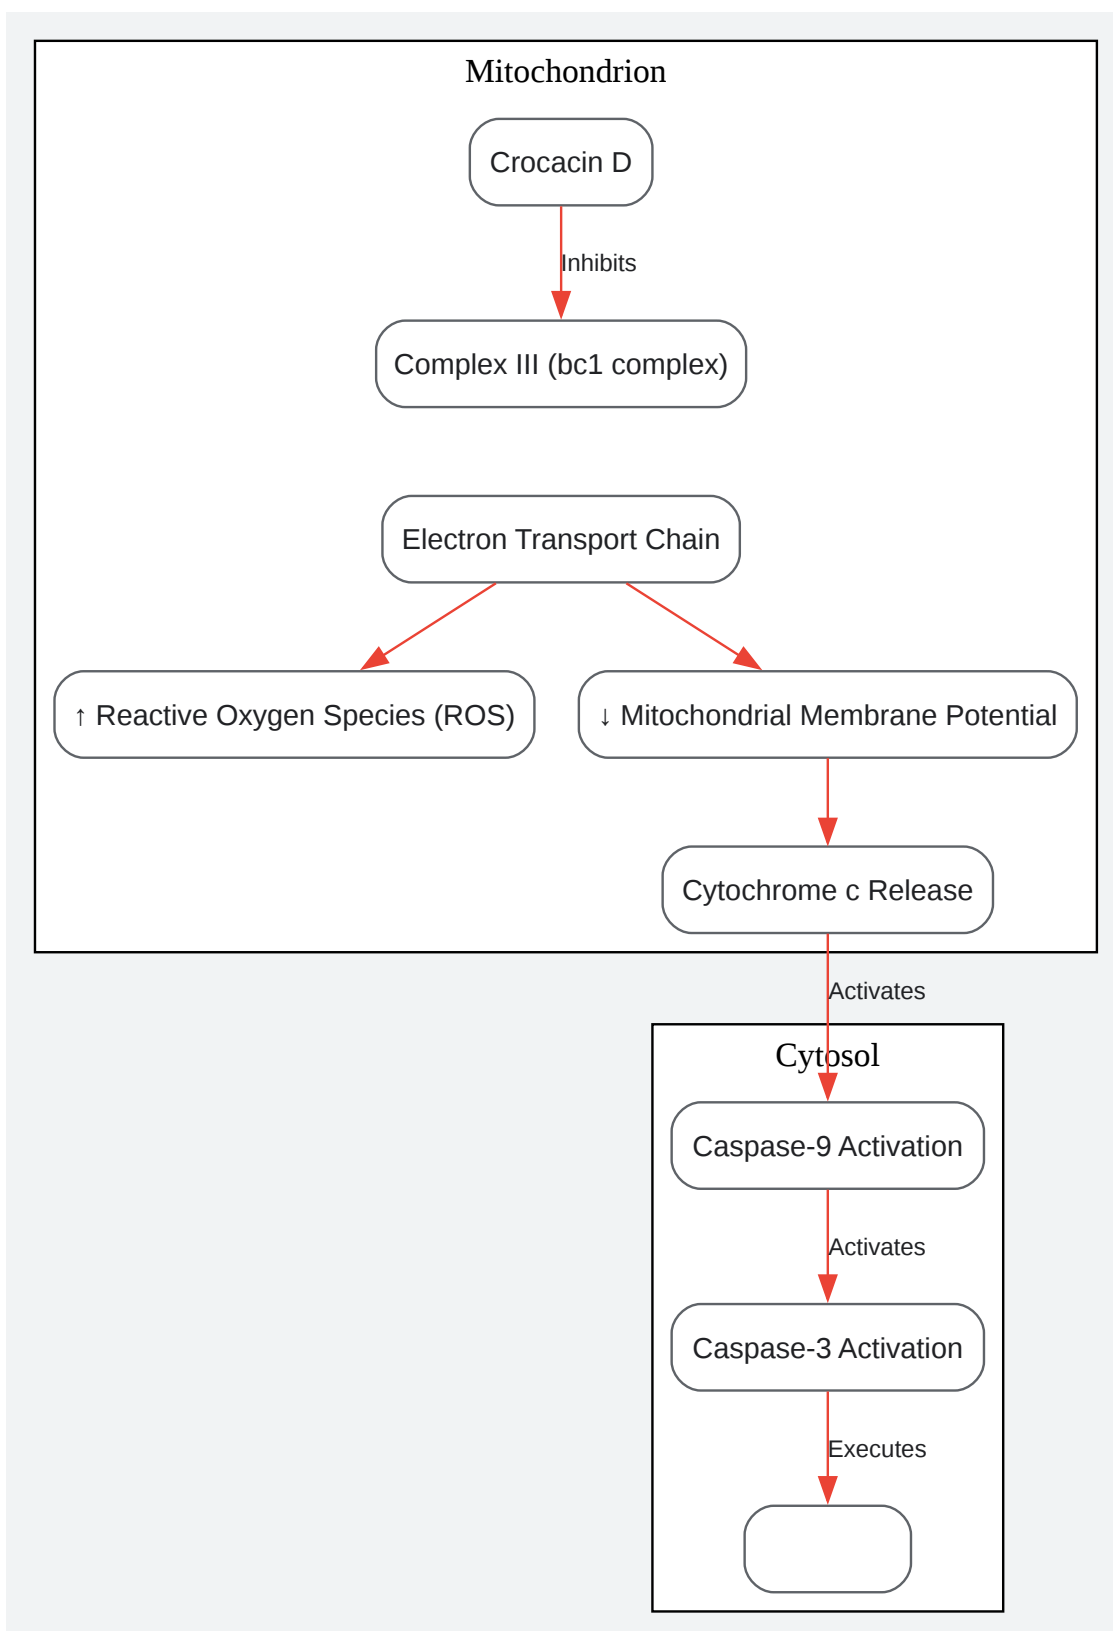 Mitochondrion
Crocacin D
Inhibits
Complex III (bc1 complex)
Electron Transport Chain
↑ Reactive Oxygen Species (ROS)
↓ Mitochondrial Membrane Potential
Cytochrome c Release
Activates
Cytosol
Caspase-9 Activation
Activates
Caspase-3 Activation
Executes